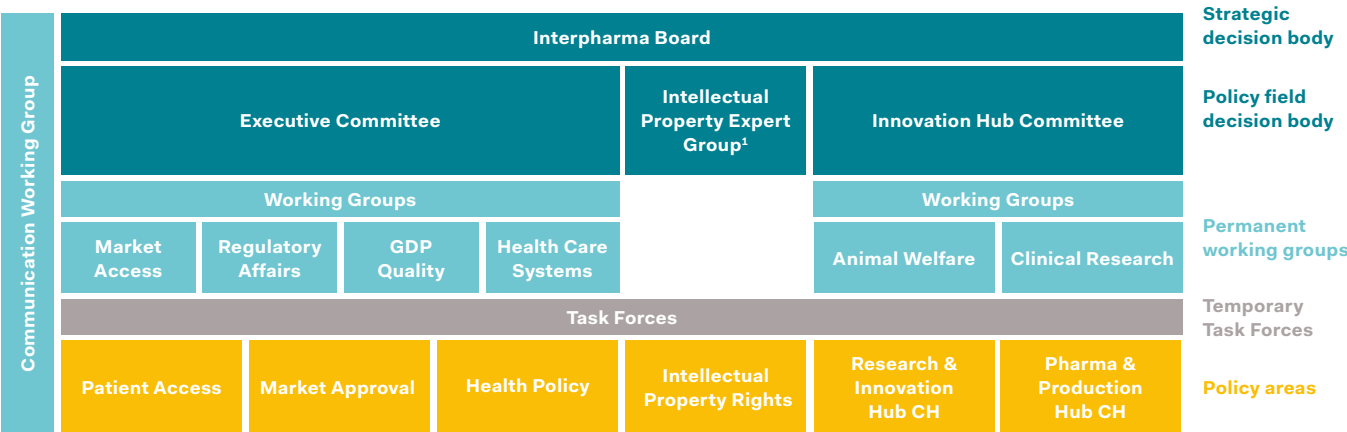 Communication Working Group
Interpharma Board
Strategic
decision body
Executive Committee
Intellectual
Property Expert
Group¹
Innovation Hub Committee
Policy field
decision body
Working Groups
Working Groups
Market
Access
Regulatory
Affairs
GDP
Quality
Health Care
Systems
Animal Welfare
Clinical Research
Permanent
working groups
Task Forces
Temporary
Task Forces
Patient Access
Market Approval
Health Policy
Intellectual
Property Rights
Research &
Innovation
Hub CH
Pharma &
Production
Hub CH
Policy areas